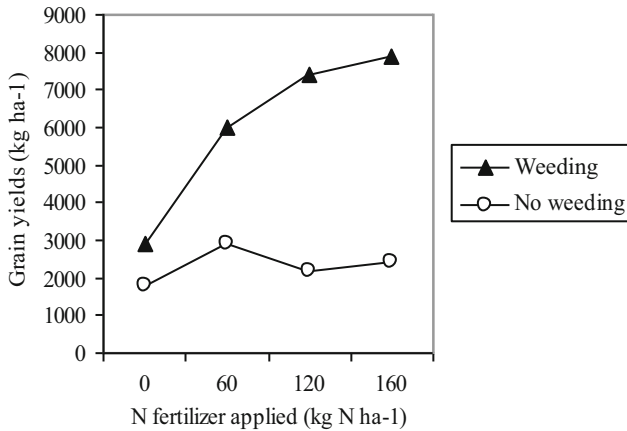 9000
8000
7000
6000
5000
4000
3000
2000
1000
0
Grain yields (kg ha-1)
0 60 120 160
N fertilizer applied (kg N ha-1)
Weeding
No weeding